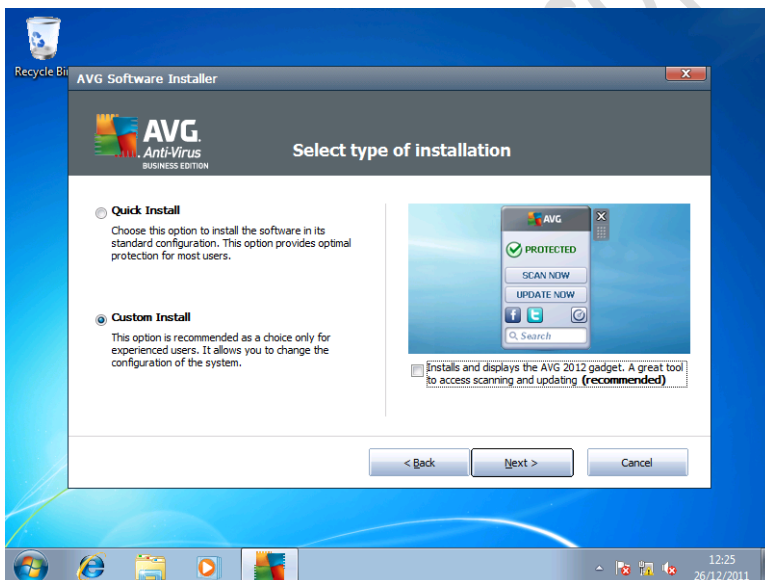 Recycle Bin
AVG Software Installer
X
AVG.
Anti-Virus
BUSINESS EDITION
Select type of installation
Quick Install
Choose this option to install the software in its
standard configuration. This option provides optimal
protection for most users.
Custom Install
This option is recommended as a choice only for
experienced users. It allows you to change the
configuration of the system.
AVG
X
PROTECTED
SCAN NOW
UPDATE NOW
Search
Installs and displays the AVG 2012 gadget. A great tool
to access scanning and updating (recommended)
< Back
Next >
Cancel
12:25
26/12/2011